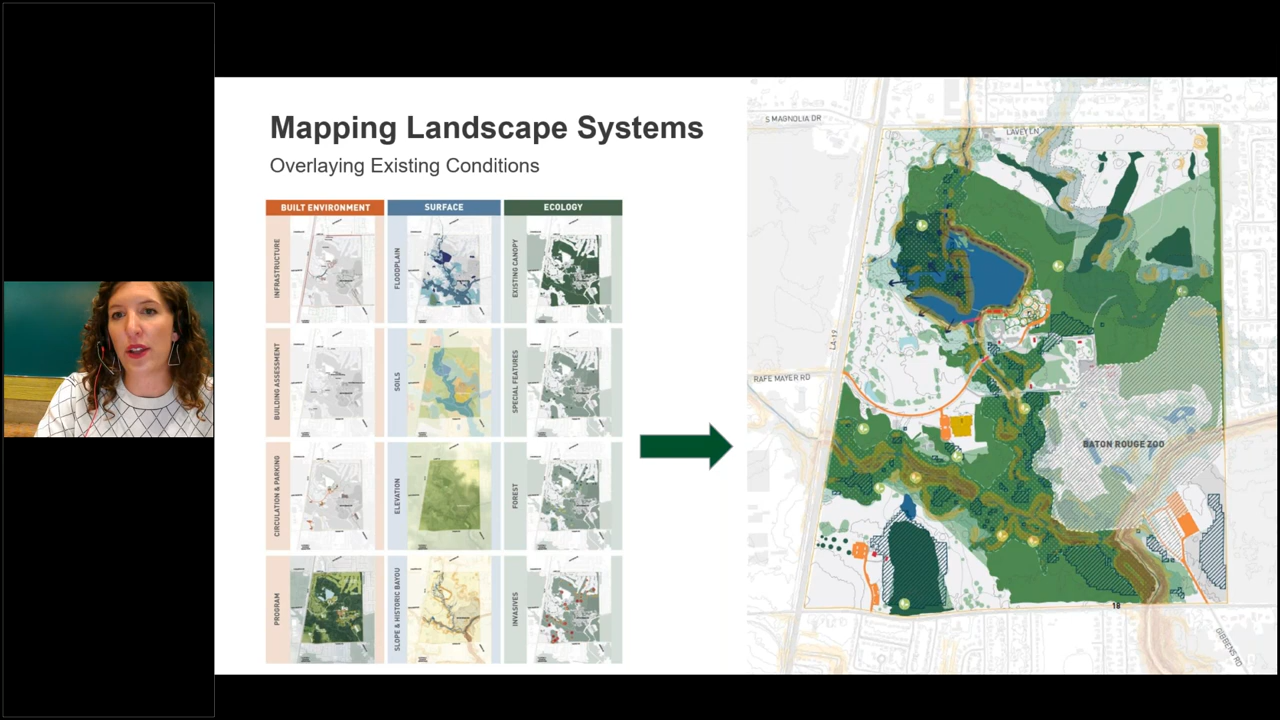 Mapping Landscape Systems
Overlaying Existing Conditions
BUILT ENVIRONMENT
SURFACE
ECOLOGY
INFRASTRUCTURE
FLOODPLAIN
EXISTING CANOPY
BUILDING ASSESSMENT
SOILS
SPECIAL FEATURES
CIRCULATION & PARKING
ELEVATION
FOREST
PROGRAM
SLOPE & HISTORIC BAYOU
INVASIVES
S MAGNOLIA DR
LAVEY LN
LA-19
RAFE MAYER RD
BATON ROUGE ZOO
18
GIBBENS RD